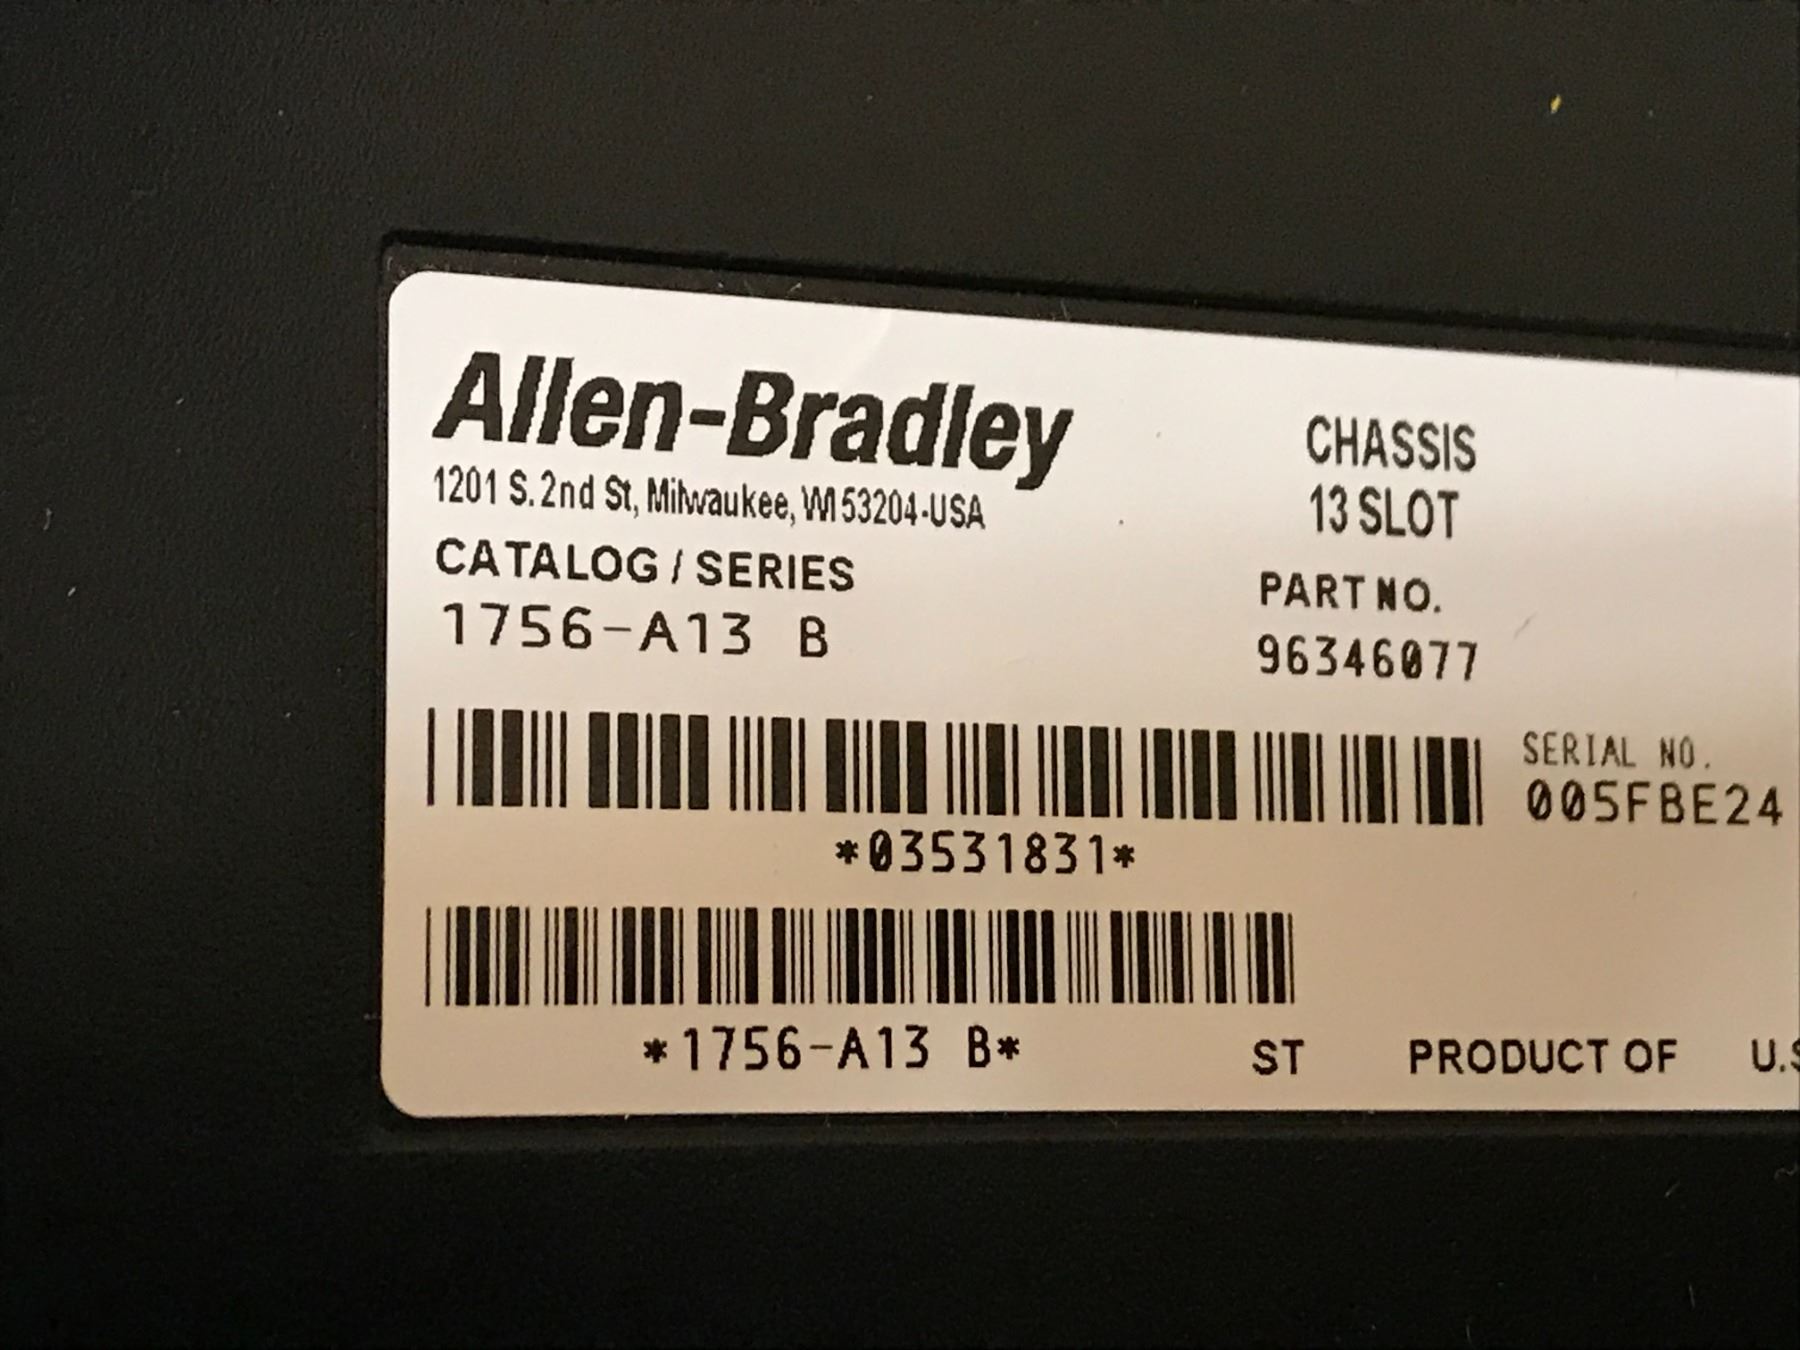 Allen-Bradley
1201 S. 2nd St, Milwaukee, WI 53204-USA
CATALOG / SERIES
1756-A13 B
CHASSIS
13 SLOT
PART NO.
96346077
SERIAL NO.
005FBE24
*03531831*
*1756-A13 B*
ST PRODUCT OF U.S